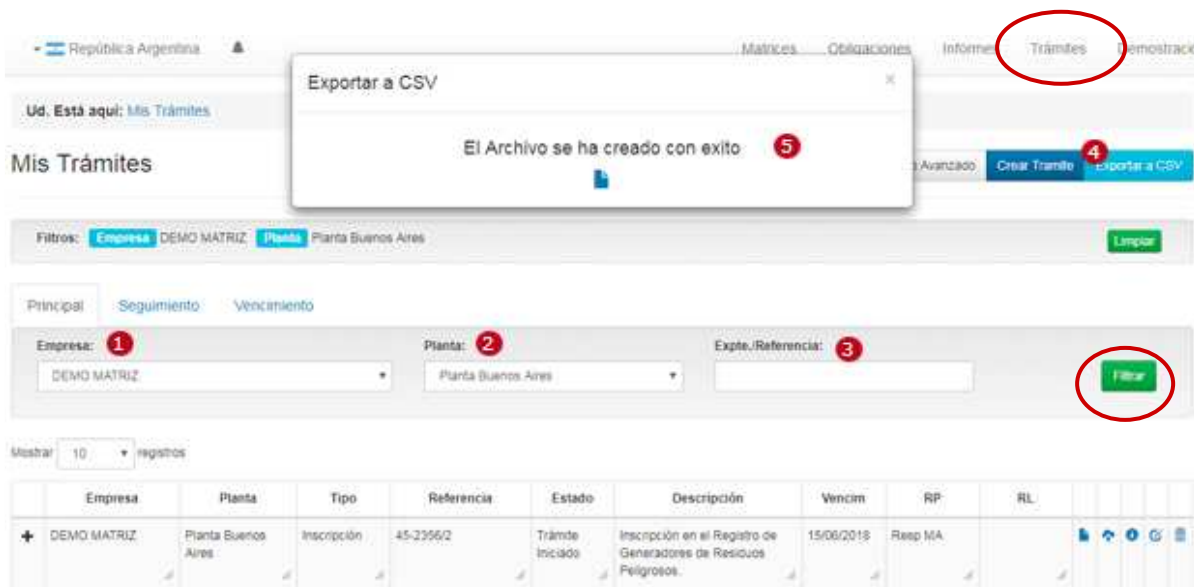 República Argentina
Matrices Obligaciones Informes Trámites Demostracio
Exportar a CSV ×
Ud. Está aquí: Mis Trámites
El Archivo se ha creado con exito 5
Mis Trámites
Avanzado Crear Tramite 4 Exportar a CSV
Filtros: Empresa DEMO MATRIZ Planta Planta Buenos Aires Limpiar
Principal Seguimiento Vencimiento
Empresa: 1 Planta: 2 Expte./Referencia: 3
DEMO MATRIZ Planta Buenos Aires Filtrar
Mostrar 10 registros
Empresa Planta Tipo Referencia Estado Descripción Vencim RP RL
DEMO MATRIZ Planta Buenos Inscripción 45-2356/2 Trámite Inscripción en el Registro de 15/06/2018 Resp MA
Aires Iniciado Generadores de Residuos
Peligrosos.